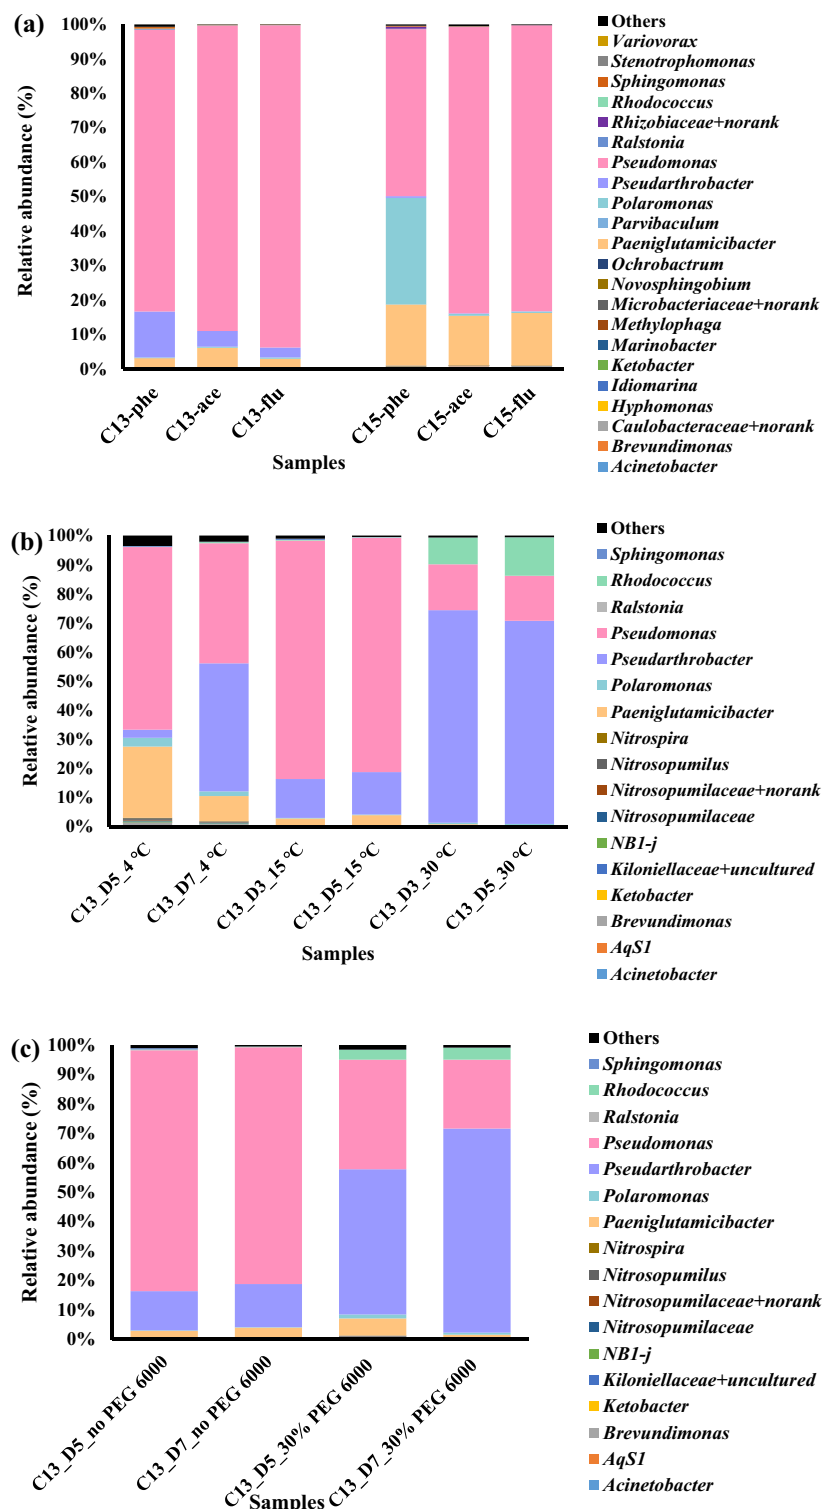 (a)
100%
90%
80%
70%
60%
50%
40%
30%
20%
10%
0%
Relative abundance (%)
C13-phe
C13-ace
C13-flu
C15-phe
C15-ace
C15-flu
Samples
Others
Variovorax
Stenotrophomonas
Sphingomonas
Rhodococcus
Rhizobiaceae+norank
Ralstonia
Pseudomonas
Pseudarthrobacter
Polaromonas
Parvibaculum
Paeniglutamicibacter
Ochrobactrum
Novosphingobium
Microbacteriaceae+norank
Methylophaga
Marinobacter
Ketobacter
Idiomarina
Hyphomonas
Caulobacteraceae+norank
Brevundimonas
Acinetobacter
(b)
100%
90%
80%
70%
60%
50%
40%
30%
20%
10%
0%
Relative abundance (%)
C13_D5_4 °C
C13_D7_4 °C
C13_D3_15 °C
C13_D5_15 °C
C13_D3_30 °C
C13_D5_30 °C
Samples
Others
Sphingomonas
Rhodococcus
Ralstonia
Pseudomonas
Pseudarthrobacter
Polaromonas
Paeniglutamicibacter
Nitrospira
Nitrosopumilus
Nitrosopumilaceae+norank
Nitrosopumilaceae
NB1-j
Kiloniellaceae+uncultured
Ketobacter
Brevundimonas
AqS1
Acinetobacter
(c)
100%
90%
80%
70%
60%
50%
40%
30%
20%
10%
0%
Relative abundance (%)
C13_D5_no PEG 6000
C13_D7_no PEG 6000
C13_D5_30% PEG 6000
C13_D7_30% PEG 6000
Samples
Others
Sphingomonas
Rhodococcus
Ralstonia
Pseudomonas
Pseudarthrobacter
Polaromonas
Paeniglutamicibacter
Nitrospira
Nitrosopumilus
Nitrosopumilaceae+norank
Nitrosopumilaceae
NB1-j
Kiloniellaceae+uncultured
Ketobacter
Brevundimonas
AqS1
Acinetobacter